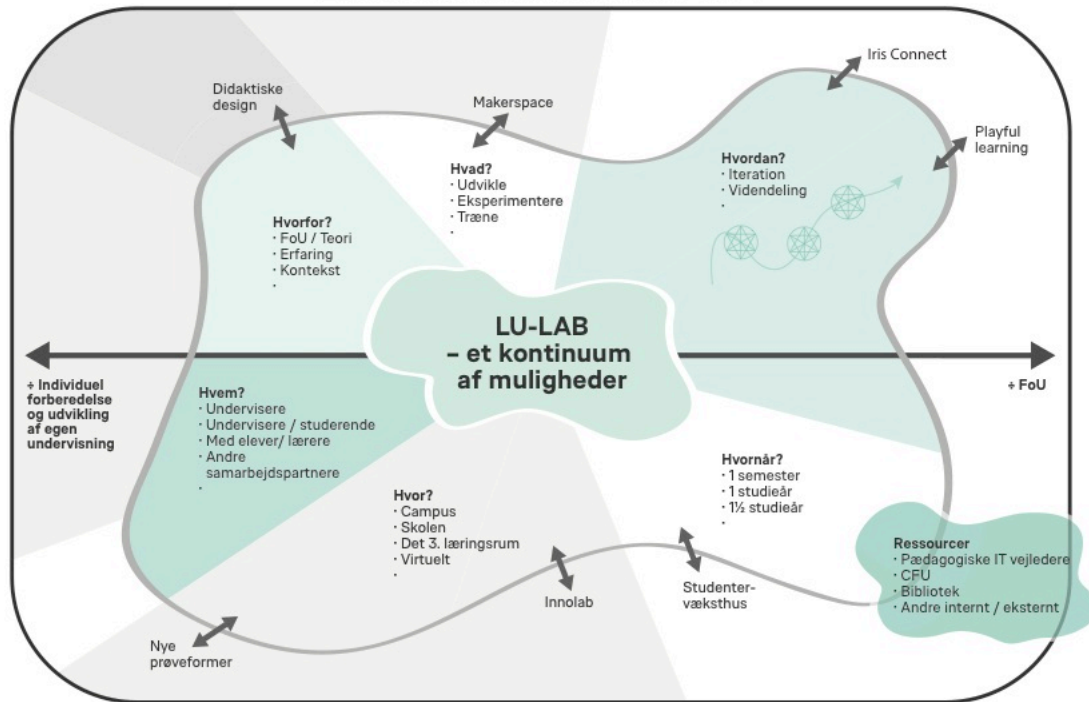 Iris Connect
Didaktiske
design
Makerspace
Playful
learning
Hvad?
· Udvikle
· Eksperimentere
· Træne
·
Hvordan?
· Iteration
· Videndeling
·
Hvorfor?
· FoU / Teori
· Erfaring
· Kontekst
·
LU-LAB
– et kontinuum
af muligheder
÷ Individuel
forberedelse
og udvikling
af egen
undervisning
÷ FoU
Hvem?
· Undervisere
· Undervisere / studerende
· Med elever/ lærere
· Andre
samarbejdspartnere
·
Hvor?
· Campus
· Skolen
· Det 3. læringsrum
· Virtuelt
·
Hvornår?
· 1 semester
· 1 studieår
· 1½ studieår
·
Ressourcer
· Pædagogiske IT vejledere
· CFU
· Bibliotek
· Andre internt / eksternt
Innolab
Studenter-
væksthus
Nye
prøveformer